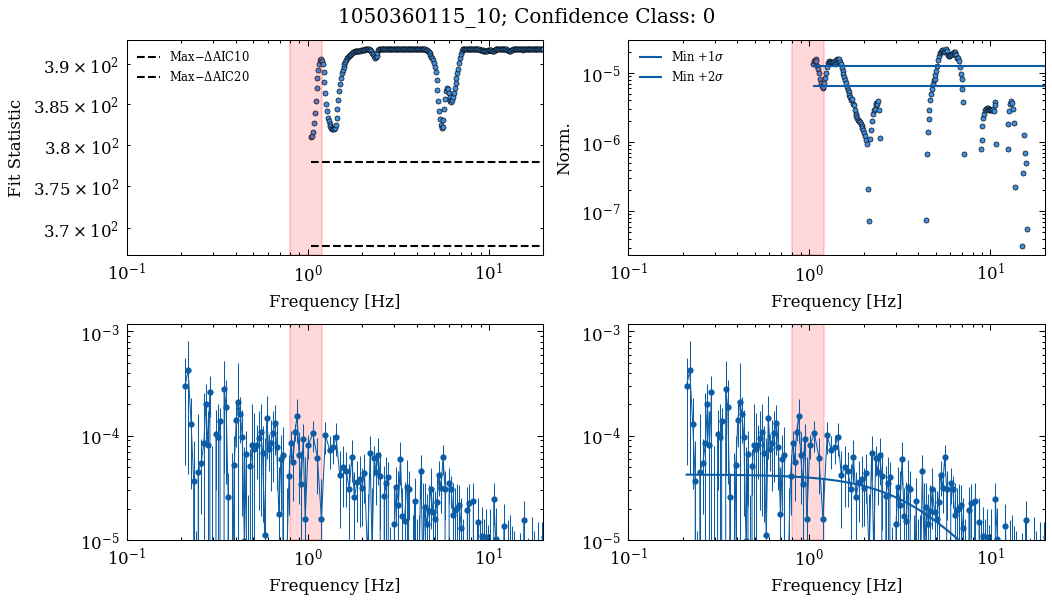 1050360115_10; Confidence Class: 0
Fit Statistic
3.9 × 10²
3.85 × 10²
3.8 × 10²
3.75 × 10²
3.7 × 10²
Max−ΔAIC10
Max−ΔAIC20
10⁻¹ 10⁰ 10¹
Frequency [Hz]
Norm.
10⁻⁵
10⁻⁶
10⁻⁷
Min +1σ
Min +2σ
10⁻¹ 10⁰ 10¹
Frequency [Hz]
10⁻³
10⁻⁴
10⁻⁵
10⁻¹ 10⁰ 10¹
Frequency [Hz]
10⁻³
10⁻⁴
10⁻⁵
10⁻¹ 10⁰ 10¹
Frequency [Hz]